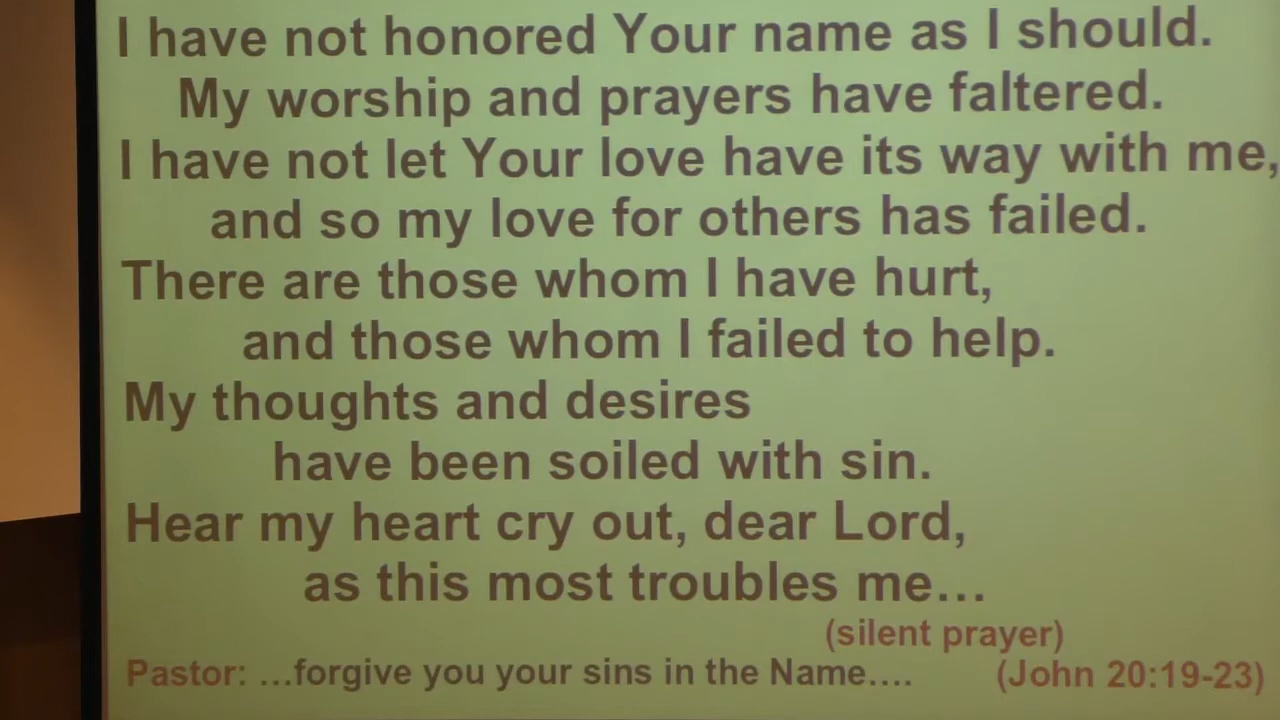 I have not honored Your name as I should.
My worship and prayers have faltered.
I have not let Your love have its way with me,
and so my love for others has failed.
There are those whom I have hurt,
and those whom I failed to help.
My thoughts and desires
have been soiled with sin.
Hear my heart cry out, dear Lord,
as this most troubles me…
(silent prayer)
Pastor: …forgive you your sins in the Name…. (John 20:19-23)